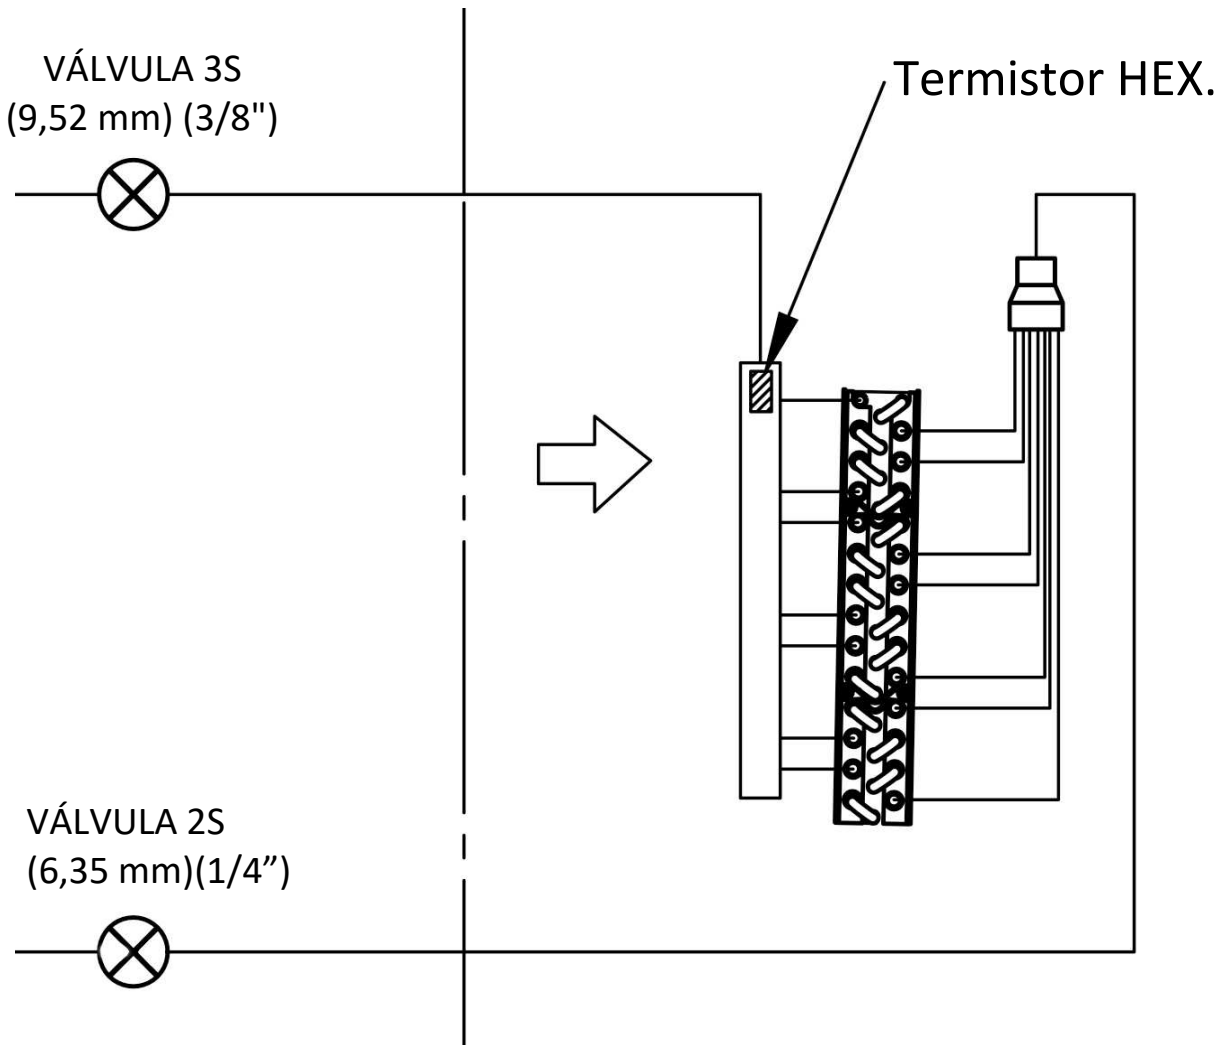 VÁLVULA 3S
(9,52 mm) (3/8")
Termistor HEX.
VÁLVULA 2S
(6,35 mm)(1/4”)